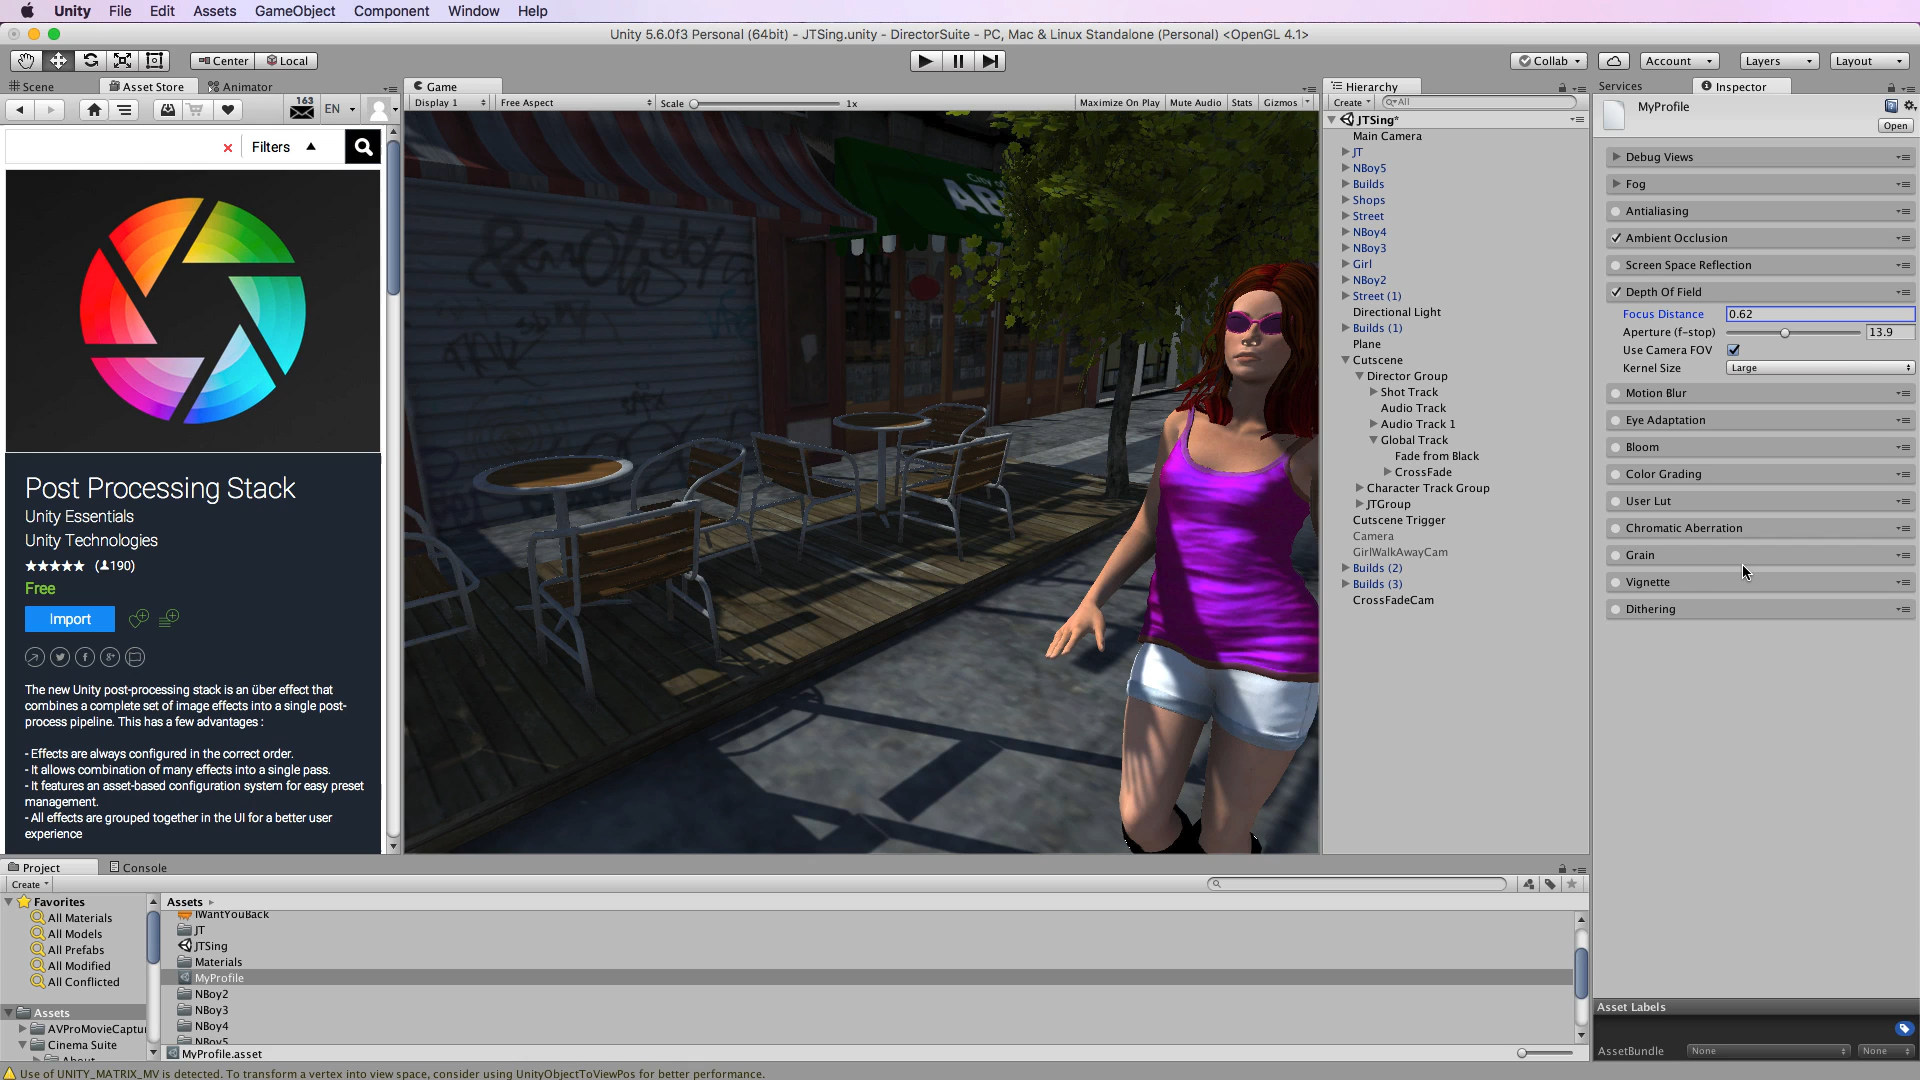 Unity File Edit Assets GameObject Component Window Help
Unity 5.6.0f3 Personal (64bit) - JTSing.unity - DirectorSuite - PC, Mac & Linux Standalone (Personal) <OpenGL 4.1>
Center Local
Collab Account Layers Layout
Scene Asset Store Animator
Game
Hierarchy
Services Inspector
163 EN
Display 1 Free Aspect Scale 1x Maximize On Play Mute Audio Stats Gizmos
Create All
MyProfile
Open
Filters
JTSing*
Main Camera
JT
NBoy5
Builds
Shops
Street
NBoy4
NBoy3
Girl
NBoy2
Street (1)
Directional Light
Builds (1)
Plane
Cutscene
Director Group
Shot Track
Audio Track
Audio Track 1
Global Track
Fade from Black
CrossFade
Character Track Group
JTGroup
Cutscene Trigger
Camera
GirlWalkAwayCam
Builds (2)
Builds (3)
CrossFadeCam
Debug Views
Fog
Antialiasing
Ambient Occlusion
Screen Space Reflection
Depth Of Field
Focus Distance 0.62
Aperture (f-stop) 13.9
Use Camera FOV
Kernel Size Large
Motion Blur
Eye Adaptation
Bloom
Color Grading
User Lut
Chromatic Aberration
Grain
Vignette
Dithering
Post Processing Stack
Unity Essentials
Unity Technologies
(190)
Free
Import
The new Unity post-processing stack is an über effect that
combines a complete set of image effects into a single post-
process pipeline. This has a few advantages :
- Effects are always configured in the correct order.
- It allows combination of many effects into a single pass.
- It features an asset-based configuration system for easy preset
management.
- All effects are grouped together in the UI for a better user
experience
Project Console
Create
Favorites
All Materials
All Models
All Prefabs
All Modified
All Conflicted
Assets
AVProMovieCaptu
Cinema Suite
About
Assets
IWantYouBack
JT
JTSing
Materials
MyProfile
NBoy2
NBoy3
NBoy4
NBoy5
MyProfile.asset
Asset Labels
AssetBundle None None
Use of UNITY_MATRIX_MV is detected. To transform a vertex into view space, consider using UnityObjectToViewPos for better performance.